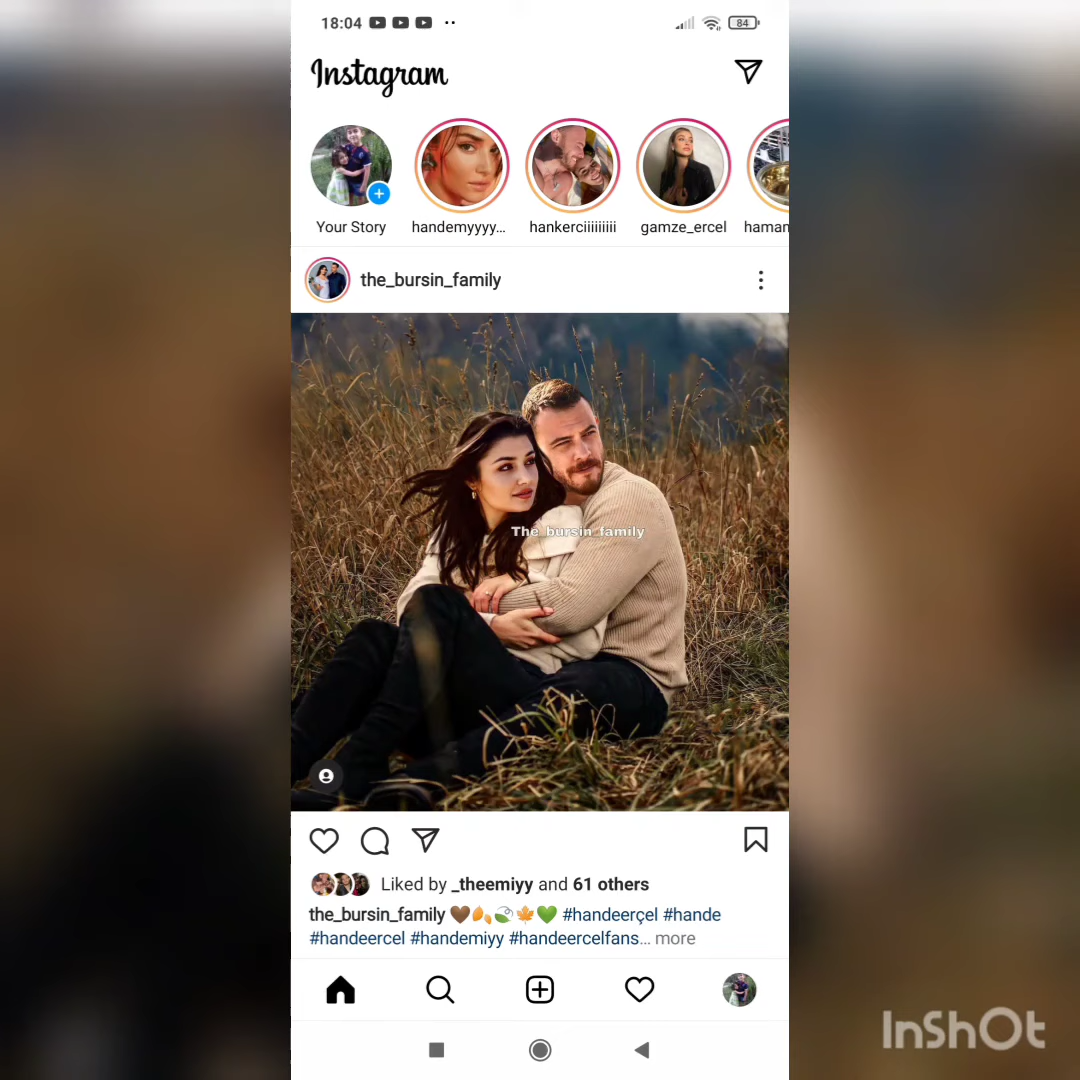 18:04
84
Instagram
Your Story
handemyyyy...
hankerciiiiiiiii
gamze_ercel
haman
the_bursin_family
The_bursin_family
Liked by _theemiyy and 61 others
the_bursin_family 🤎🍂🍃🍁💚 #handeerçel #hande
#handeercel #handemiyy #handeercelfans... more
InShOt